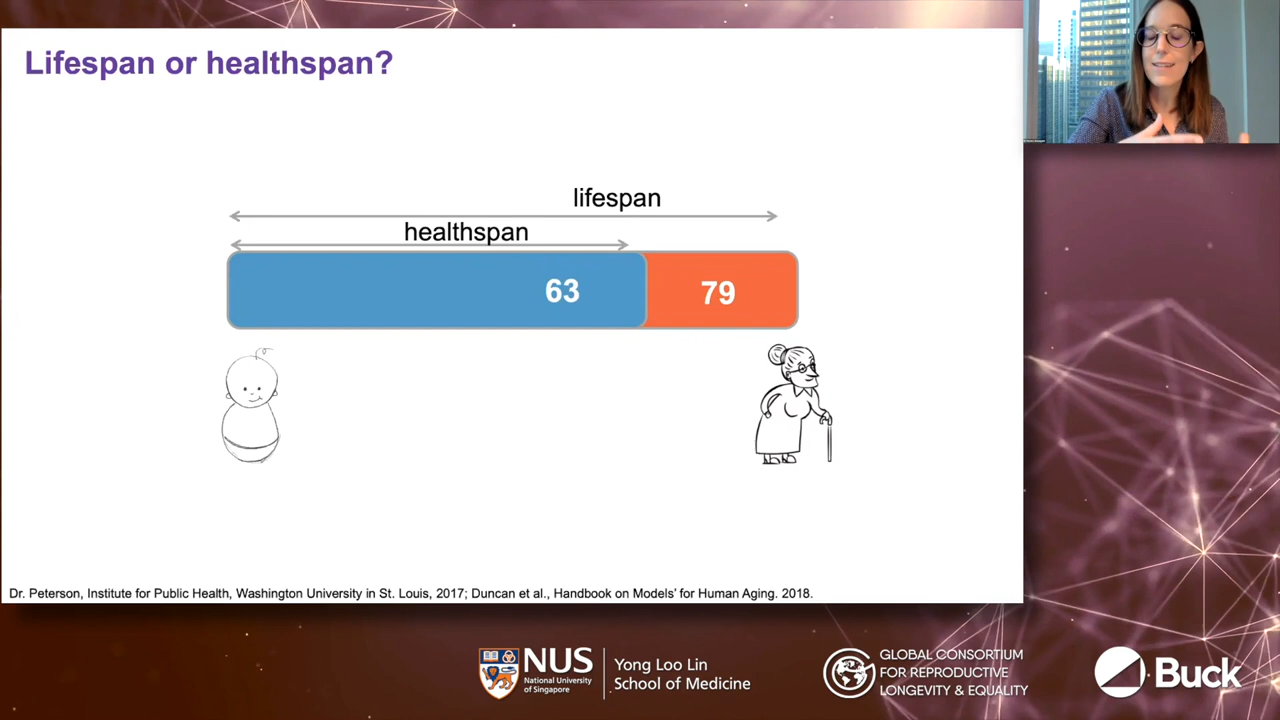 Lifespan or healthspan?
lifespan
healthspan
63
79
Dr. Peterson, Institute for Public Health, Washington University in St. Louis, 2017; Duncan et al., Handbook on Models' for Human Aging. 2018.
NUS
National University
of Singapore
Yong Loo Lin
School of Medicine
GLOBAL CONSORTIUM
FOR REPRODUCTIVE
LONGEVITY & EQUALITY
Buck